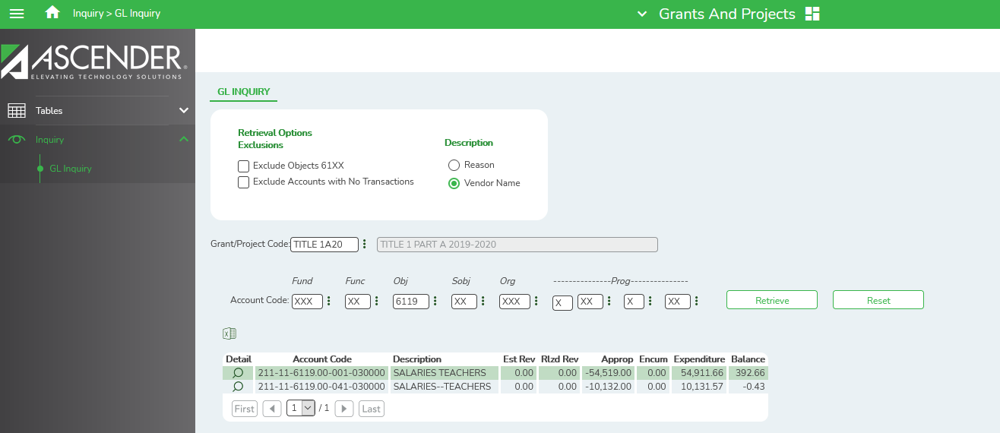 Inquiry > GL Inquiry
Grants And Projects
ASCENDER®
ELEVATING TECHNOLOGY SOLUTIONS
Tables
Inquiry
GL Inquiry
GL INQUIRY
Retrieval Options
Exclusions
Exclude Objects 61XX
Exclude Accounts with No Transactions
Description
Reason
Vendor Name
Grant/Project Code: TITLE 1A20 TITLE 1 PART A 2019-2020
Fund Func Obj Sobj Org ---------------Prog---------------
Account Code: XXX XX 6119 XX XXX X XX X XX Retrieve Reset
Detail Account Code Description Est Rev Rlzd Rev Approp Encum Expenditure Balance
211-11-6119.00-001-030000 SALARIES TEACHERS 0.00 0.00 -54,519.00 0.00 54,911.66 392.66
211-11-6119.00-041-030000 SALARIES--TEACHERS 0.00 0.00 -10,132.00 0.00 10,131.57 -0.43
First 1 / 1 Last